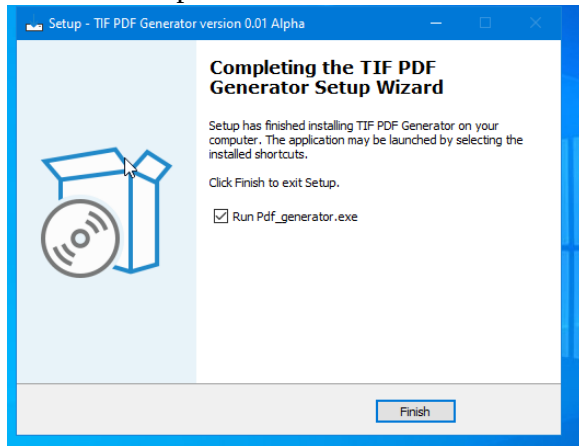 Setup - TIF PDF Generator version 0.01 Alpha
Completing the TIF PDF
Generator Setup Wizard
Setup has finished installing TIF PDF Generator on your
computer. The application may be launched by selecting the
installed shortcuts.
Click Finish to exit Setup.
Run Pdf_generator.exe
Finish